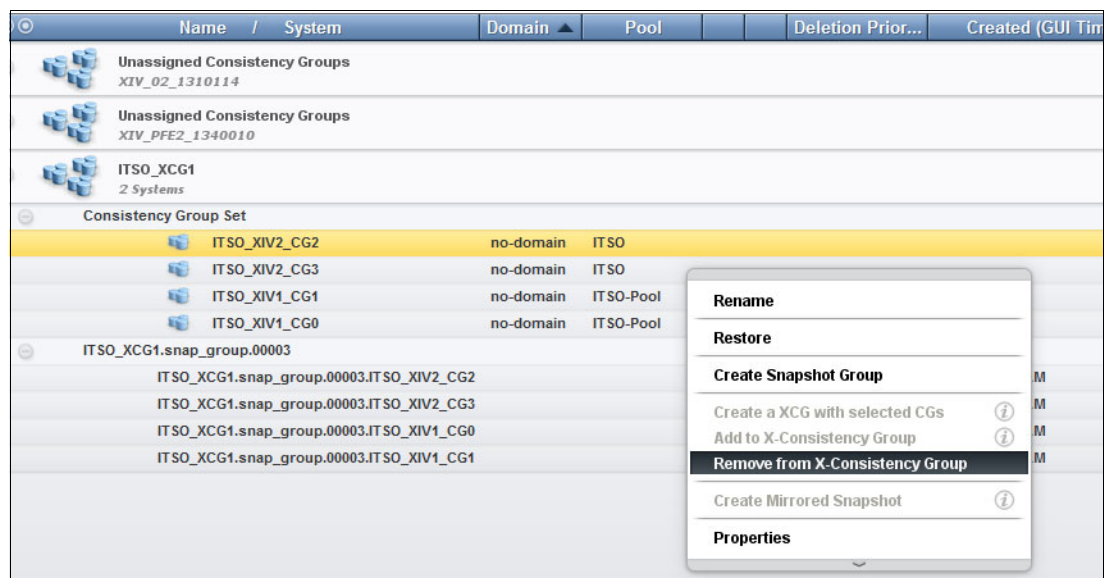 Name / System Domain Pool Deletion Prior... Created (GUI Tim
Unassigned Consistency Groups
XIV_02_1310114
Unassigned Consistency Groups
XIV_PFE2_1340010
ITSO_XCG1
2 Systems
Consistency Group Set
ITSO_XIV2_CG2 no-domain ITSO
ITSO_XIV2_CG3 no-domain ITSO
ITSO_XIV1_CG1 no-domain ITSO-Pool
ITSO_XIV1_CG0 no-domain ITSO-Pool
ITSO_XCG1.snap_group.00003
ITSO_XCG1.snap_group.00003.ITSO_XIV2_CG2 M
ITSO_XCG1.snap_group.00003.ITSO_XIV2_CG3 M
ITSO_XCG1.snap_group.00003.ITSO_XIV1_CG0 M
ITSO_XCG1.snap_group.00003.ITSO_XIV1_CG1 M
Rename
Restore
Create Snapshot Group
Create a XCG with selected CGs
Add to X-Consistency Group
Remove from X-Consistency Group
Create Mirrored Snapshot
Properties